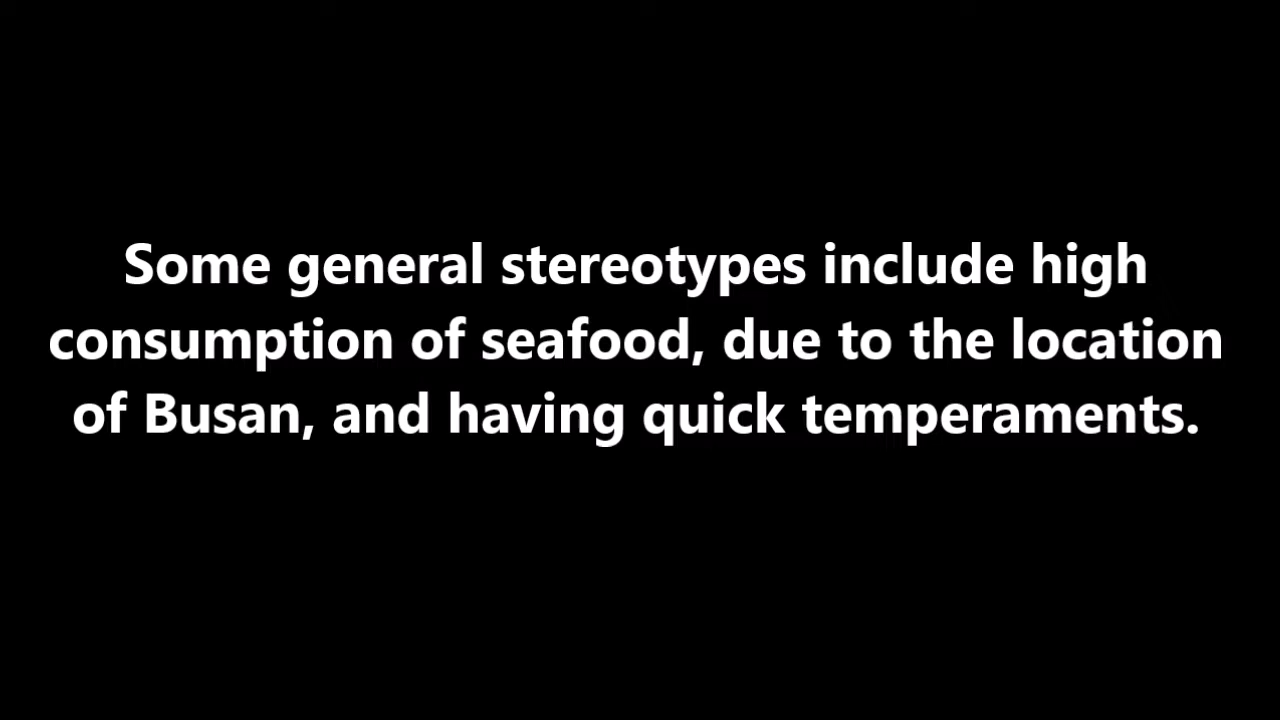 Some general stereotypes include high
consumption of seafood, due to the location
of Busan, and having quick temperaments.